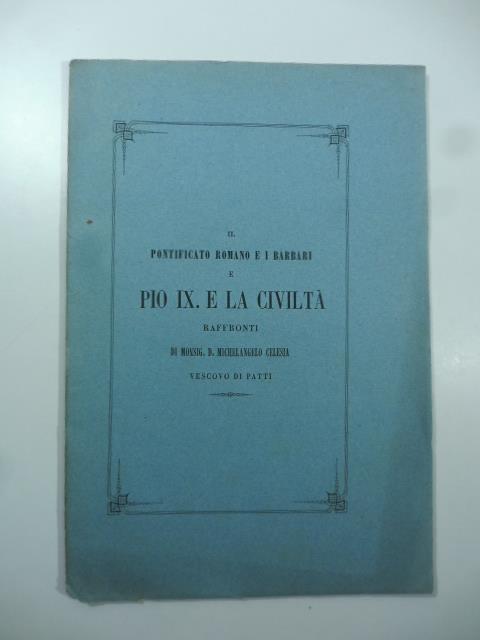 IL
PONTIFICATO ROMANO E I BARBARI
E
PIO IX. E LA CIVILTÀ
RAFFRONTI
DI MONSIG. D. MICHELANGELO CELESIA
VESCOVO DI PATTI